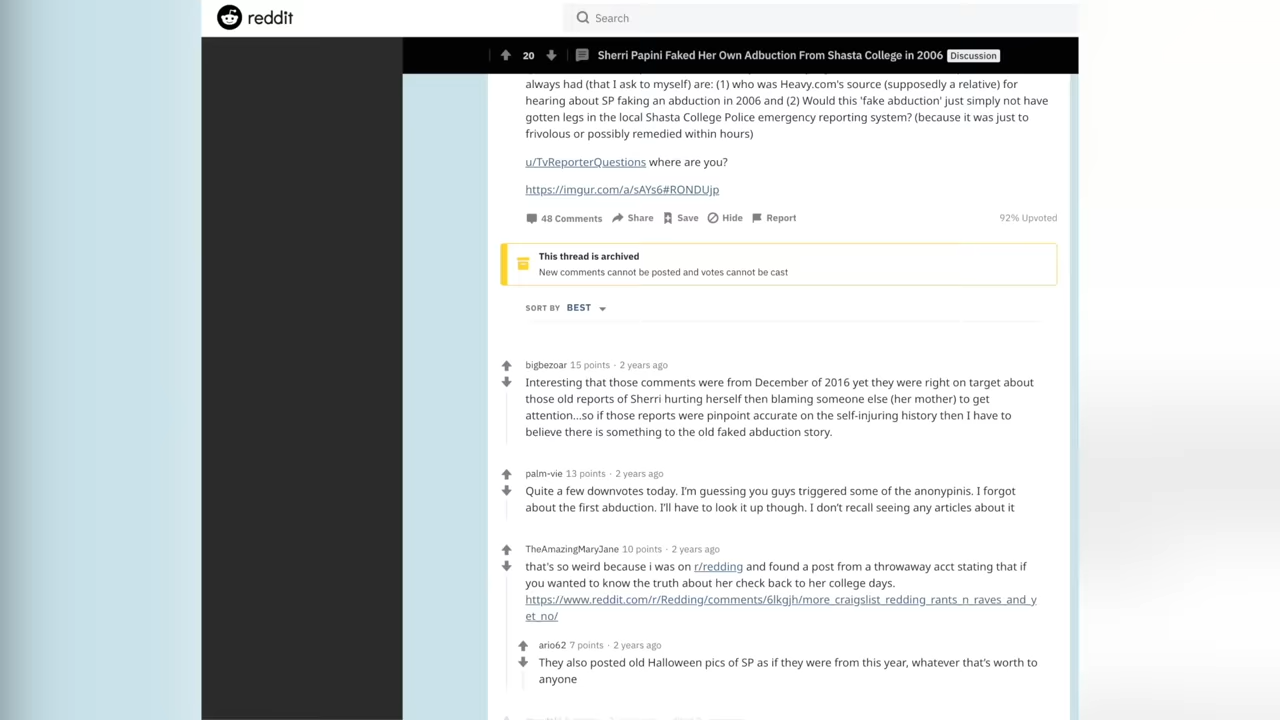 reddit
Search
20 Sherri Papini Faked Her Own Adbuction From Shasta College in 2006 Discussion
always had (that I ask to myself) are: (1) who was Heavy.com's source (supposedly a relative) for
hearing about SP faking an abduction in 2006 and (2) Would this 'fake abduction' just simply not have
gotten legs in the local Shasta College Police emergency reporting system? (because it was just to
frivolous or possibly remedied within hours)
u/TvReporterQuestions where are you?
https://imgur.com/a/sAYs6#RONDUjp
48 Comments Share Save Hide Report 92% Upvoted
This thread is archived
New comments cannot be posted and votes cannot be cast
SORT BY BEST
bigbezoar 15 points · 2 years ago
Interesting that those comments were from December of 2016 yet they were right on target about
those old reports of Sherri hurting herself then blaming someone else (her mother) to get
attention...so if those reports were pinpoint accurate on the self-injuring history then I have to
believe there is something to the old faked abduction story.
palm-vie 13 points · 2 years ago
Quite a few downvotes today. I'm guessing you guys triggered some of the anonypinis. I forgot
about the first abduction. I'll have to look it up though. I don't recall seeing any articles about it
TheAmazingMaryJane 10 points · 2 years ago
that's so weird because i was on r/redding and found a post from a throwaway acct stating that if
you wanted to know the truth about her check back to her college days.
https://www.reddit.com/r/Redding/comments/6lkgjh/more_craigslist_redding_rants_n_raves_and_y
et_no/
ario62 7 points · 2 years ago
They also posted old Halloween pics of SP as if they were from this year, whatever that's worth to
anyone